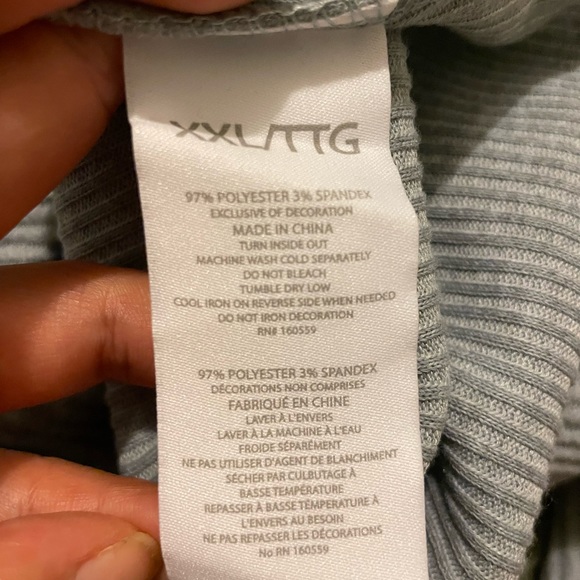 XXL/TTG
97% POLYESTER 3% SPANDEX
EXCLUSIVE OF DECORATION
MADE IN CHINA
TURN INSIDE OUT
MACHINE WASH COLD SEPARATELY
DO NOT BLEACH
TUMBLE DRY LOW
COOL IRON ON REVERSE SIDE WHEN NEEDED
DO NOT IRON DECORATION
RN# 160559
97% POLYESTER 3% SPANDEX
DÉCORATIONS NON COMPRISES
FABRIQUÉ EN CHINE
LAVER À L'ENVERS
LAVER À LA MACHINE À L'EAU
FROIDE SÉPARÉMENT
NE PAS UTILISER D'AGENT DE BLANCHIMENT
SÉCHER PAR CULBUTAGE À
BASSE TEMPÉRATURE
REPASSER À BASSE TEMPÉRATURE À
L'ENVERS AU BESOIN
NE PAS REPASSER LES DÉCORATIONS
No RN 160559